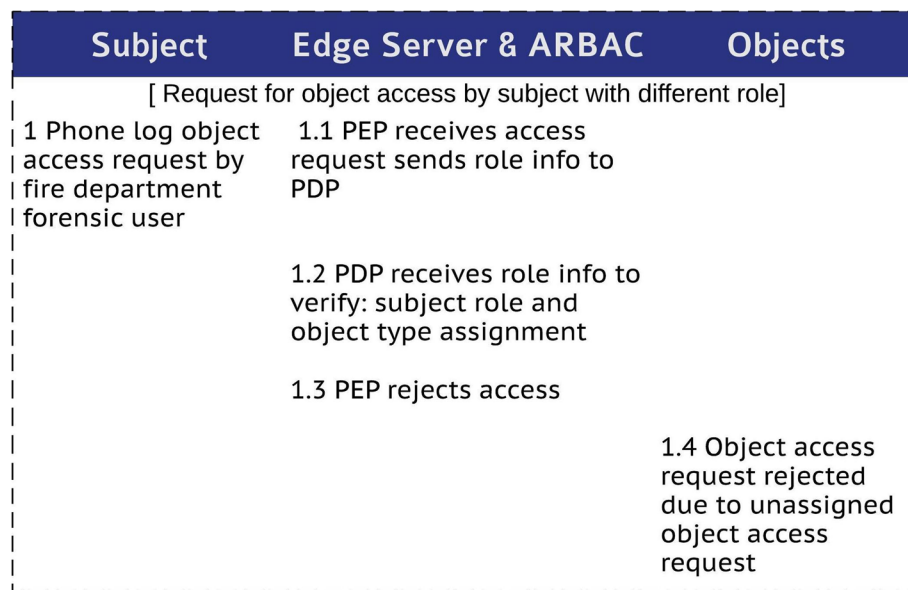 Subject
Edge Server & ARBAC
Objects
[ Request for object access by subject with different role]
1 Phone log object
access request by
fire department
forensic user
1.1 PEP receives access
request sends role info to
PDP
1.2 PDP receives role info to
verify: subject role and
object type assignment
1.3 PEP rejects access
1.4 Object access
request rejected
due to unassigned
object access
request